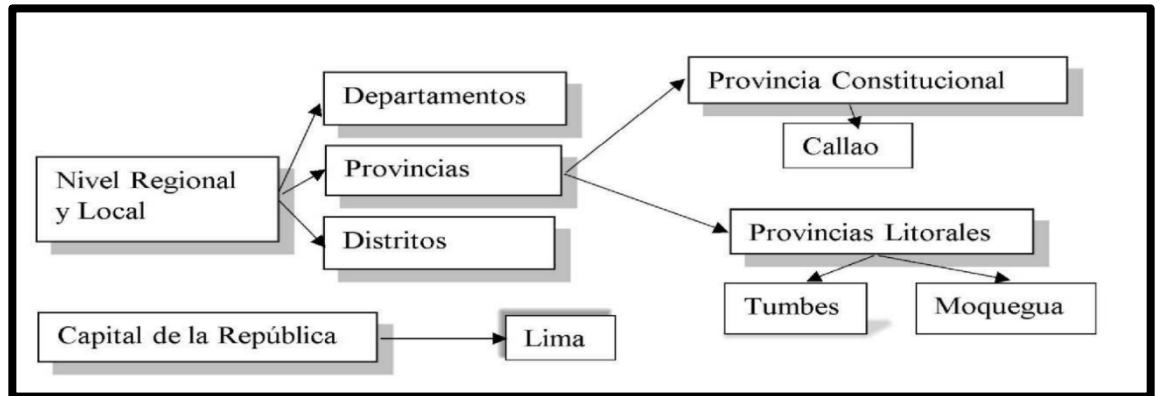 Nivel Regional
y Local
Departamentos
Provincias
Distritos
Provincia Constitucional
Callao
Provincias Litorales
Tumbes
Moquegua
Capital de la República
Lima